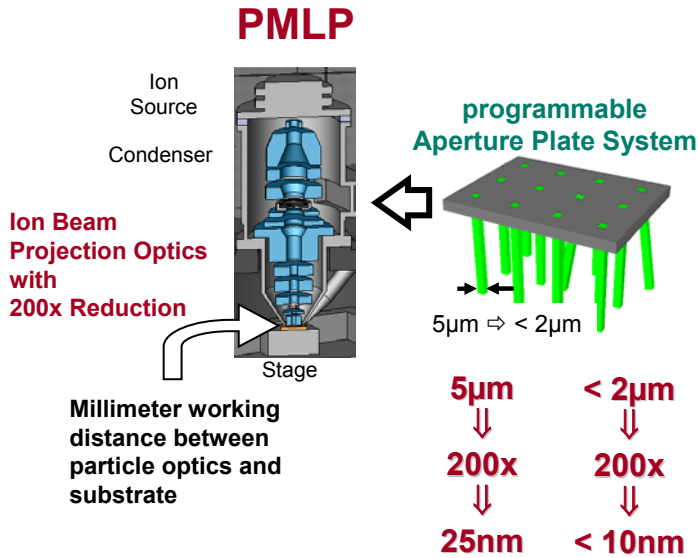 PMLP
Ion
Source
Condenser
Ion Beam
Projection Optics
with
200x Reduction
Stage
Millimeter working
distance between
particle optics and
substrate
programmable
Aperture Plate System
5µm ⇨ < 2µm
5µm
⇓
200x
⇓
25nm
< 2µm
⇓
200x
⇓
< 10nm